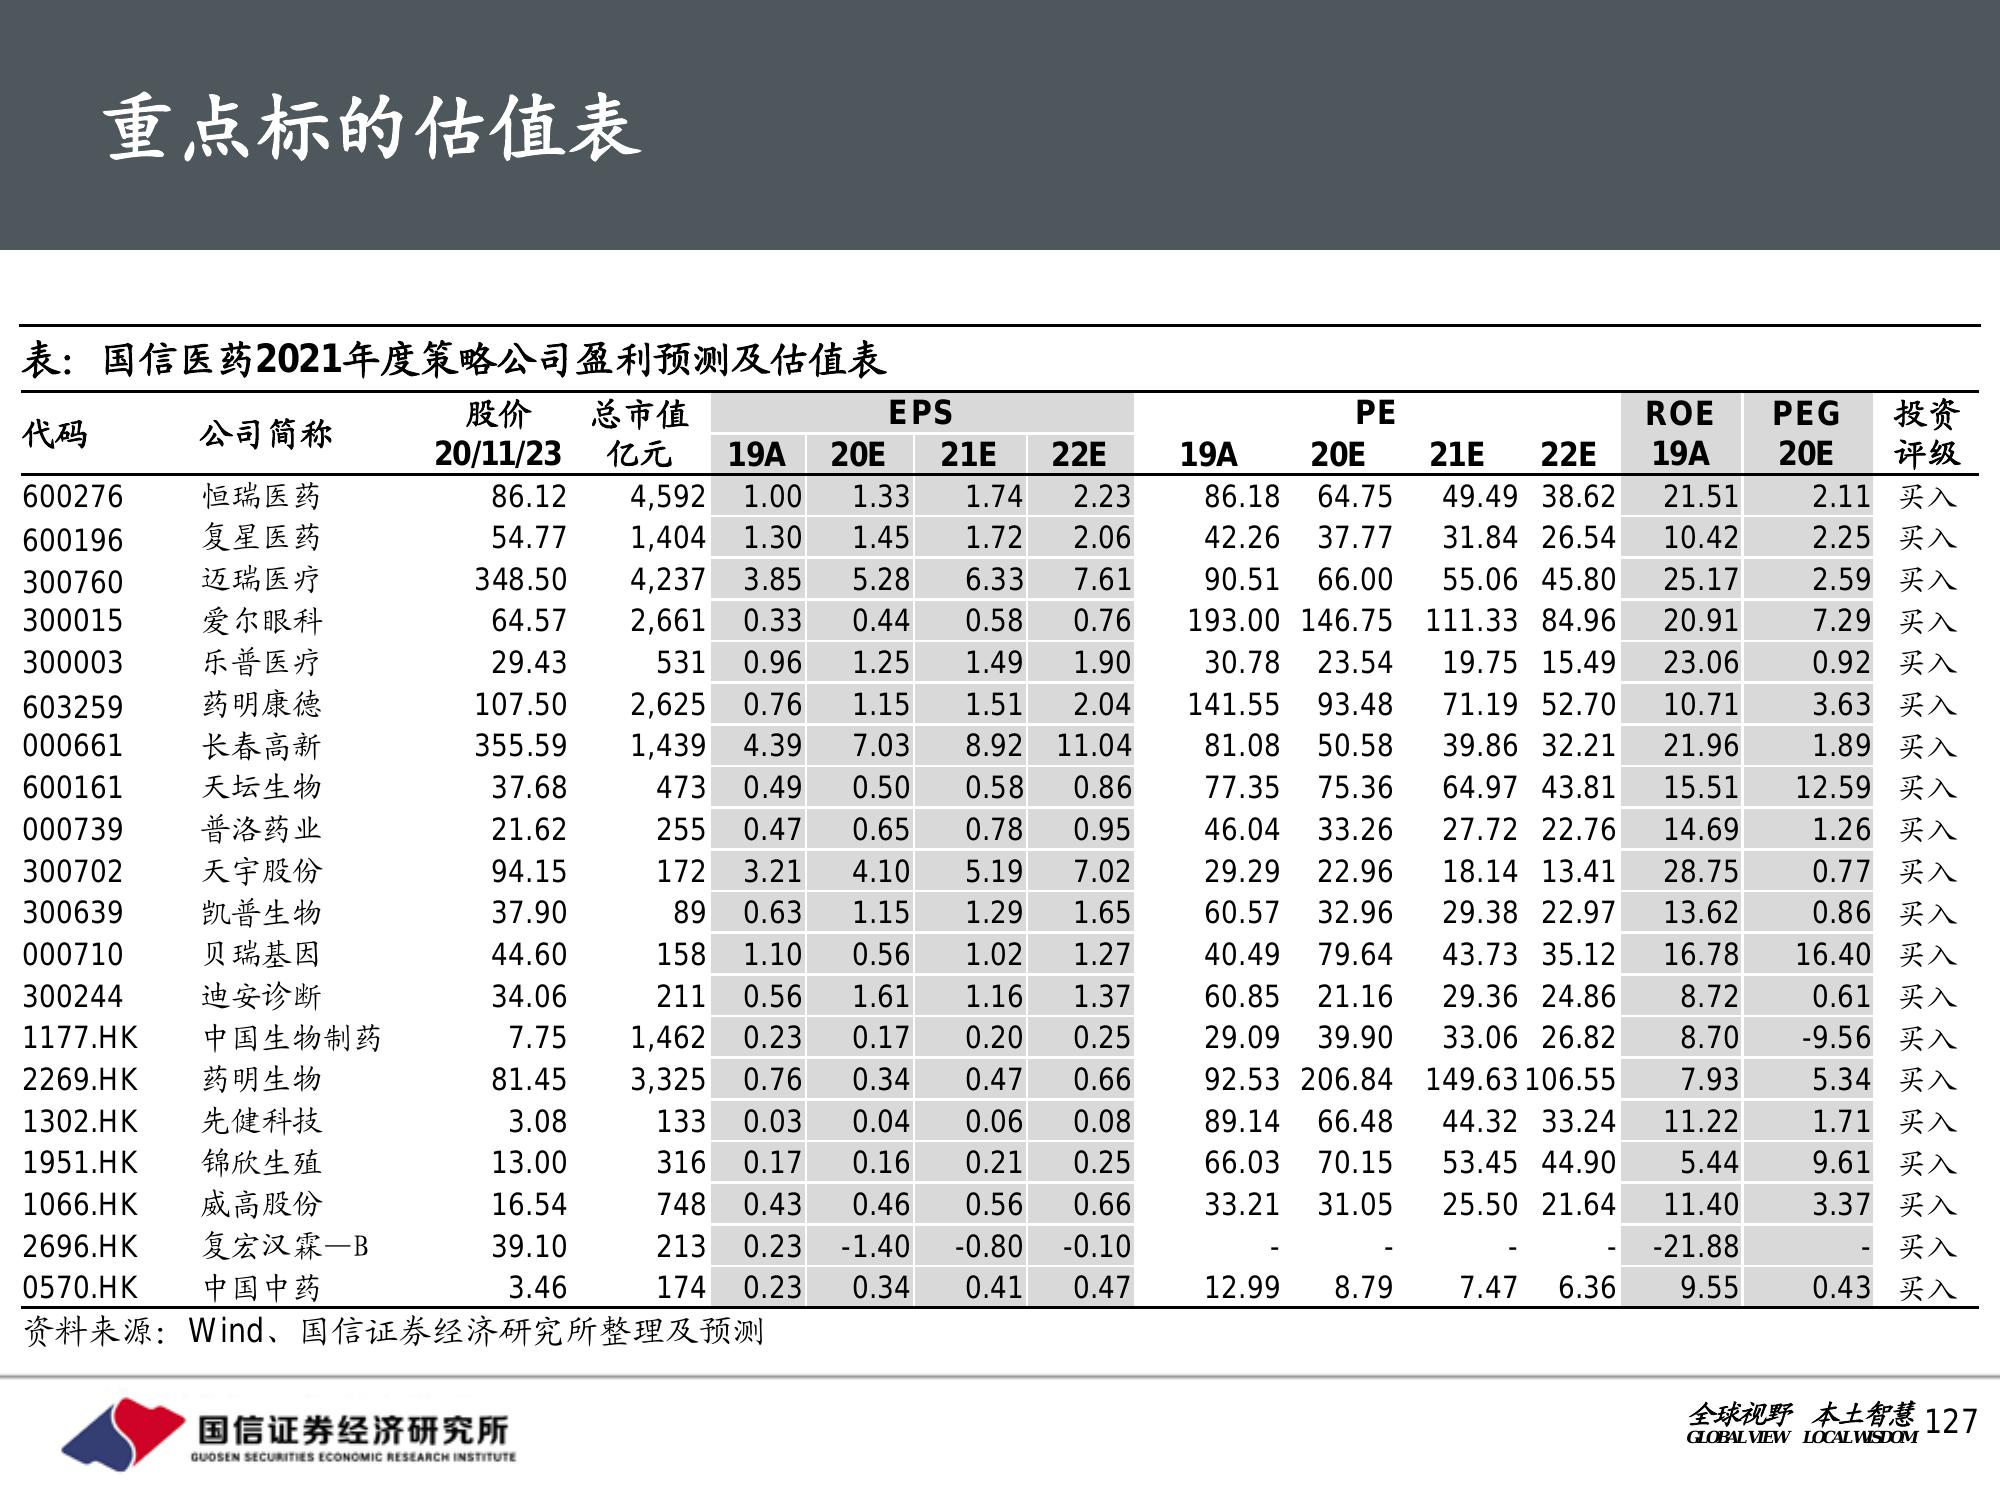 重点标的估值表
表： 国信医药2021年度策略公司盈利预测及估值表
代码 公司简称 股价 总市值 EPS PE ROE PEG 投资
20/11/23 亿元 19A 20E 21E 22E 19A 20E 21E 22E 19A 20E 评级
600276 恒瑞医药 86.12 4,592 1.00 1.33 1.74 2.23 86.18 64.75 49.49 38.62 21.51 2.11 买入
600196 复星医药 54.77 1,404 1.30 1.45 1.72 2.06 42.26 37.77 31.84 26.54 10.42 2.25 买入
300760 迈瑞医疗 348.50 4,237 3.85 5.28 6.33 7.61 90.51 66.00 55.06 45.80 25.17 2.59 买入
300015 爱尔眼科 64.57 2,661 0.33 0.44 0.58 0.76 193.00 146.75 111.33 84.96 20.91 7.29 买入
300003 乐普医疗 29.43 531 0.96 1.25 1.49 1.90 30.78 23.54 19.75 15.49 23.06 0.92 买入
603259 药明康德 107.50 2,625 0.76 1.15 1.51 2.04 141.55 93.48 71.19 52.70 10.71 3.63 买入
000661 长春高新 355.59 1,439 4.39 7.03 8.92 11.04 81.08 50.58 39.86 32.21 21.96 1.89 买入
600161 天坛生物 37.68 473 0.49 0.50 0.58 0.86 77.35 75.36 64.97 43.81 15.51 12.59 买入
000739 普洛药业 21.62 255 0.47 0.65 0.78 0.95 46.04 33.26 27.72 22.76 14.69 1.26 买入
300702 天宇股份 94.15 172 3.21 4.10 5.19 7.02 29.29 22.96 18.14 13.41 28.75 0.77 买入
300639 凯普生物 37.90 89 0.63 1.15 1.29 1.65 60.57 32.96 29.38 22.97 13.62 0.86 买入
000710 贝瑞基因 44.60 158 1.10 0.56 1.02 1.27 40.49 79.64 43.73 35.12 16.78 16.40 买入
300244 迪安诊断 34.06 211 0.56 1.61 1.16 1.37 60.85 21.16 29.36 24.86 8.72 0.61 买入
1177.HK 中国生物制药 7.75 1,462 0.23 0.17 0.20 0.25 29.09 39.90 33.06 26.82 8.70 -9.56 买入
2269.HK 药明生物 81.45 3,325 0.76 0.34 0.47 0.66 92.53 206.84 149.63 106.55 7.93 5.34 买入
1302.HK 先健科技 3.08 133 0.03 0.04 0.06 0.08 89.14 66.48 44.32 33.24 11.22 1.71 买入
1951.HK 锦欣生殖 13.00 316 0.17 0.16 0.21 0.25 66.03 70.15 53.45 44.90 5.44 9.61 买入
1066.HK 威高股份 16.54 748 0.43 0.46 0.56 0.66 33.21 31.05 25.50 21.64 11.40 3.37 买入
2696.HK 复宏汉霖—B 39.10 213 0.23 -1.40 -0.80 -0.10 - - - - -21.88 - 买入
0570.HK 中国中药 3.46 174 0.23 0.34 0.41 0.47 12.99 8.79 7.47 6.36 9.55 0.43 买入
资料来源：Wind、国信证券经济研究所整理及预测
国信证券经济研究所
GUOSEN SECURITIES ECONOMIC RESEARCH INSTITUTE
全球视野 本土智慧
GLOBAL VIEW LOCAL WISDOM
127